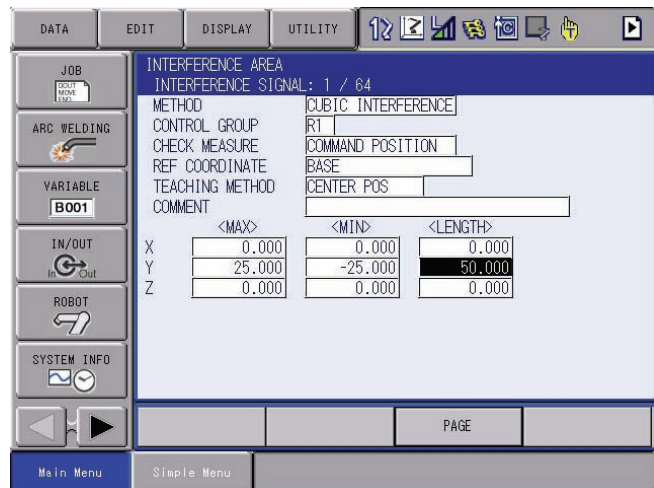 DATA EDIT DISPLAY UTILITY
JOB
DOUT
MOVE
END
ARC WELDING
VARIABLE
B001
IN/OUT
In Out
ROBOT
SYSTEM INFO
INTERFERENCE AREA
INTERFERENCE SIGNAL: 1 / 64
METHOD CUBIC INTERFERENCE
CONTROL GROUP R1
CHECK MEASURE COMMAND POSITION
REF COORDINATE BASE
TEACHING METHOD CENTER POS
COMMENT
<MAX> <MIN> <LENGTH>
X 0.000 0.000 0.000
Y 25.000 -25.000 50.000
Z 0.000 0.000 0.000
PAGE
Main Menu Simple Menu